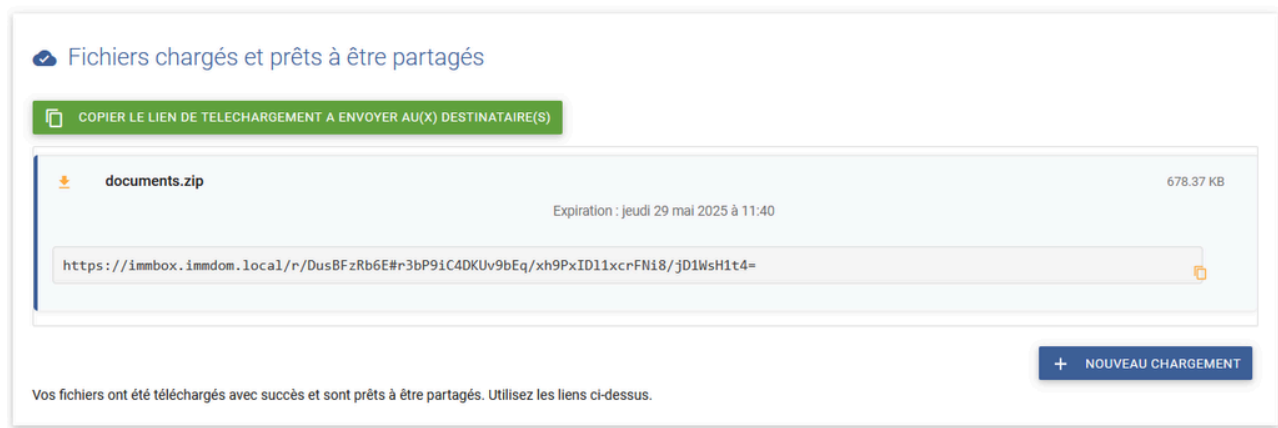 Fichiers chargés et prêts à être partagés
COPIER LE LIEN DE TELECHARGEMENT A ENVOYER AU(X) DESTINATAIRE(S)
documents.zip
678.37 KB
Expiration : jeudi 29 mai 2025 à 11:40
https://immbox.immdom.local/r/DusBFzRb6E#r3bP9iC4DKUv9bEq/xh9PxIDl1xcrFNi8/jD1WsH1t4=
+ NOUVEAU CHARGEMENT
Vos fichiers ont été téléchargés avec succès et sont prêts à être partagés. Utilisez les liens ci-dessus.